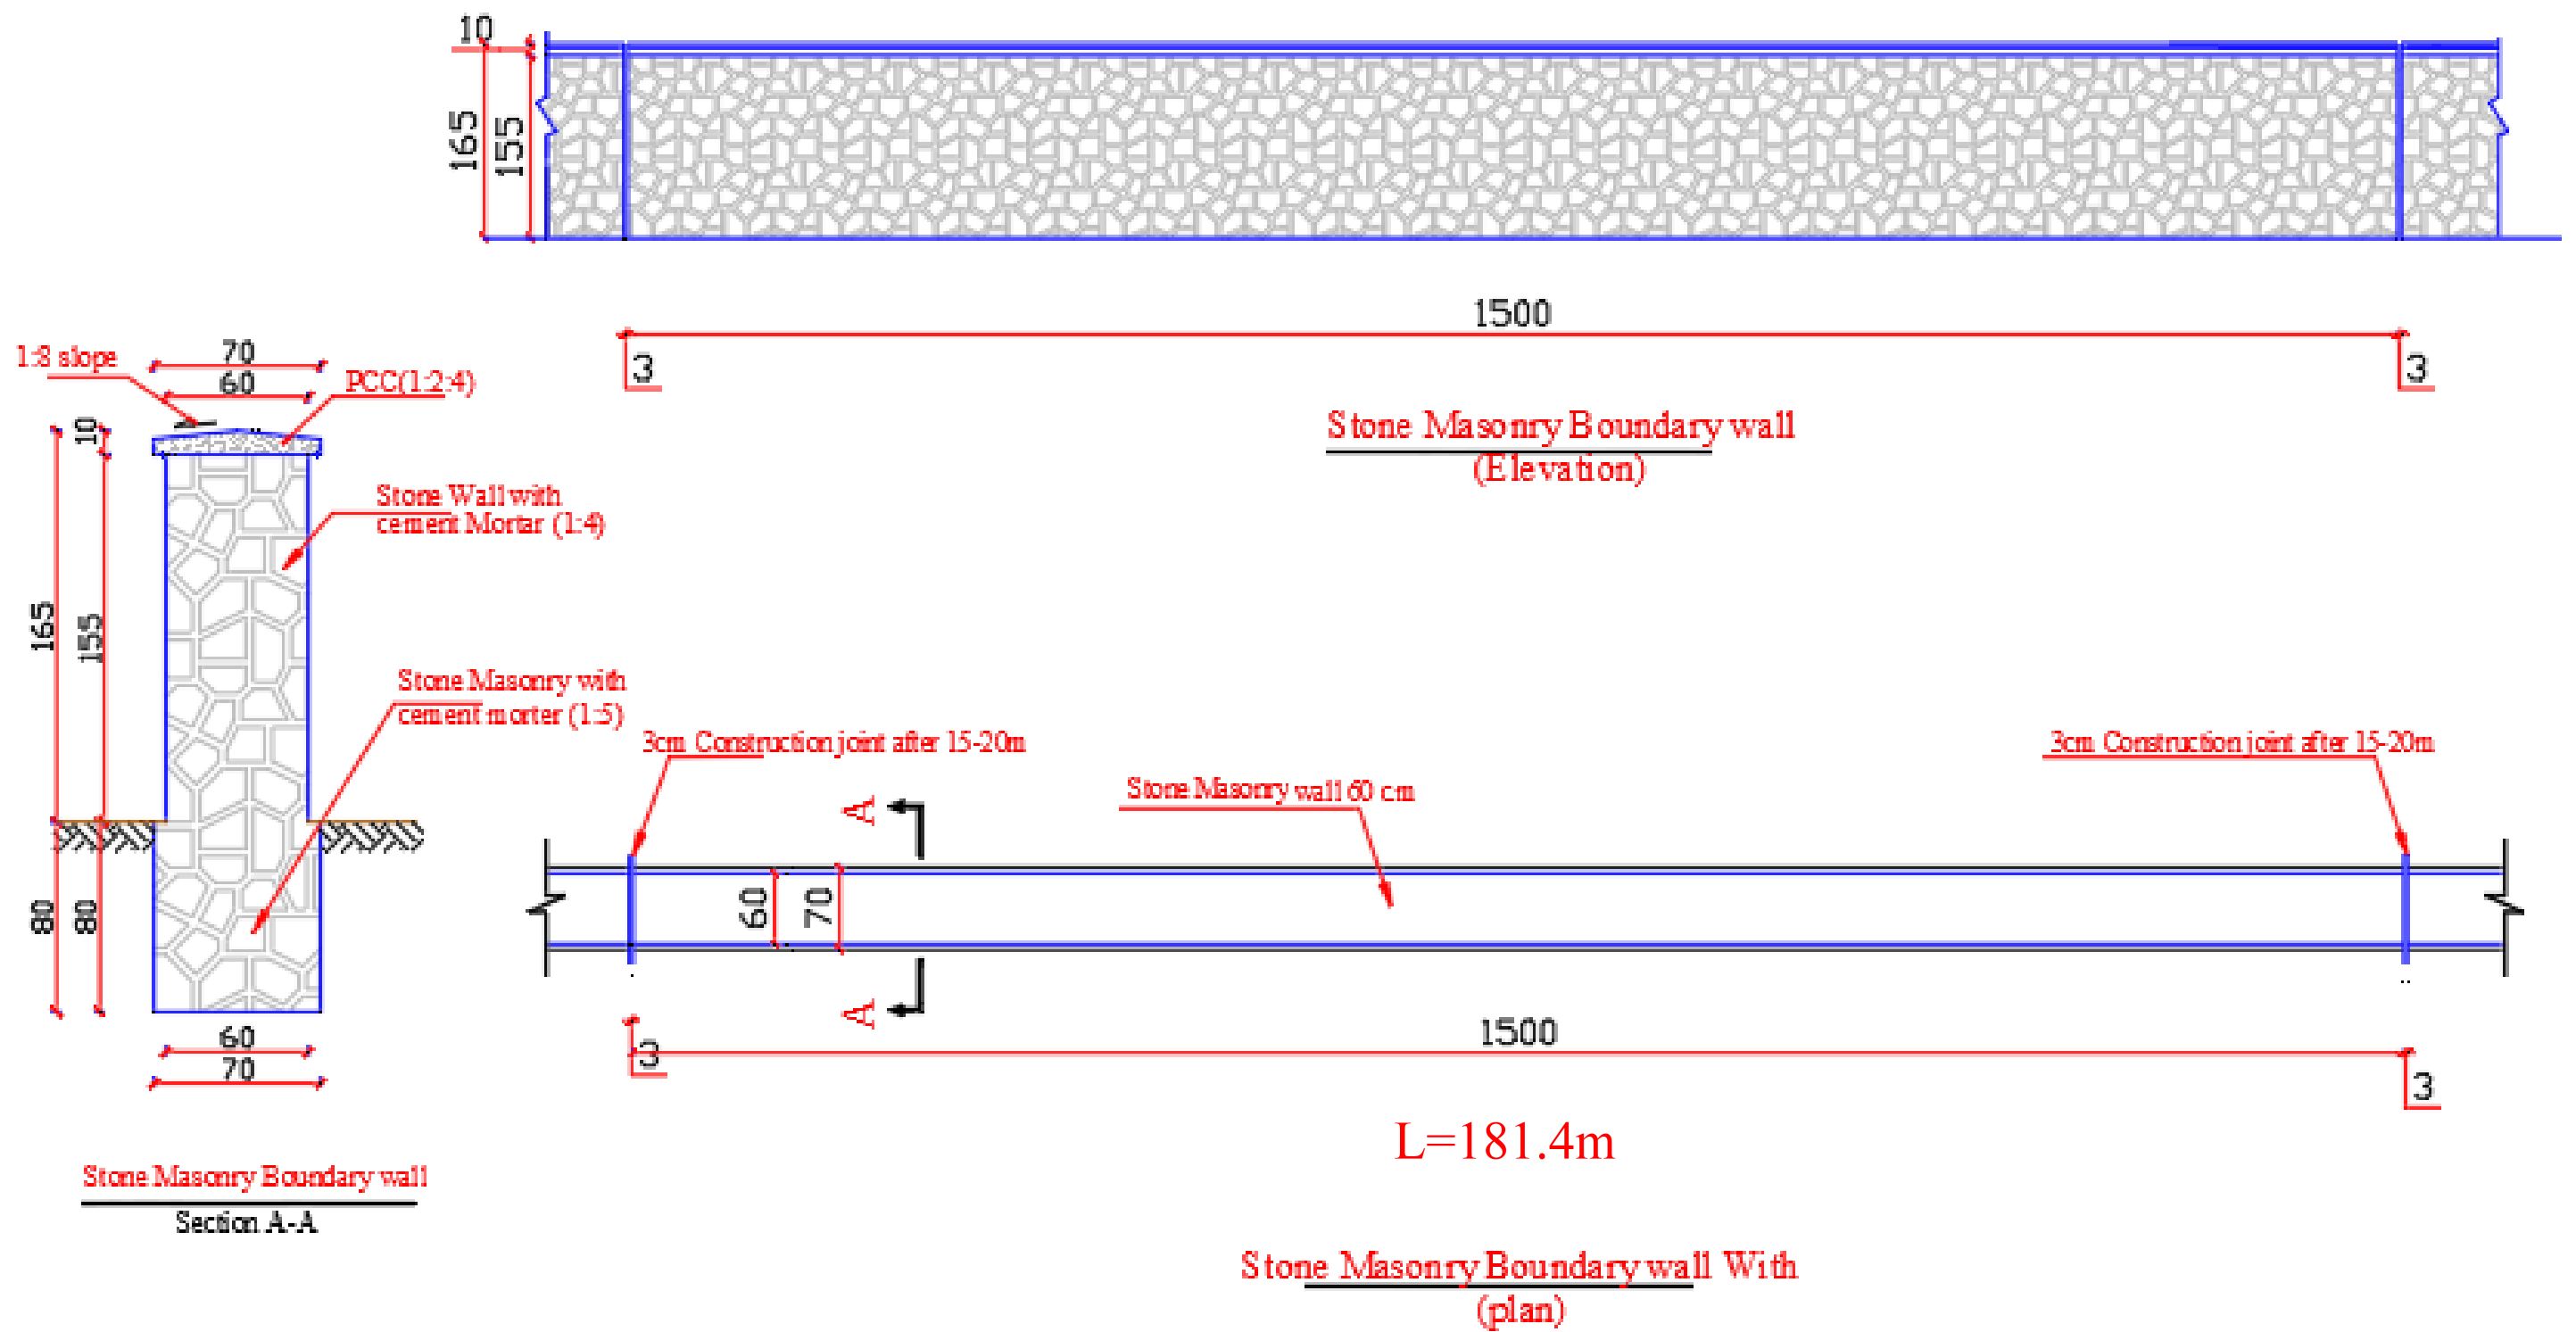 10
165
155
1500
3
3
Stone Masonry Boundary wall
(Elevation)
1:8 slope
70
60
PCC(1:2:4)
10
Stone Wall with
cement Mortar (1:4)
165
155
Stone Masonry with
cement morter (1:5)
80
80
60
70
Stone Masonry Boundary wall
Section A-A
3cm Construction joint after 15-20m
3cm Construction joint after 15-20m
Stone Masonry wall 60 cm
A
60
70
A
1500
3
3
L=181.4m
Stone Masonry Boundary wall With
(plan)